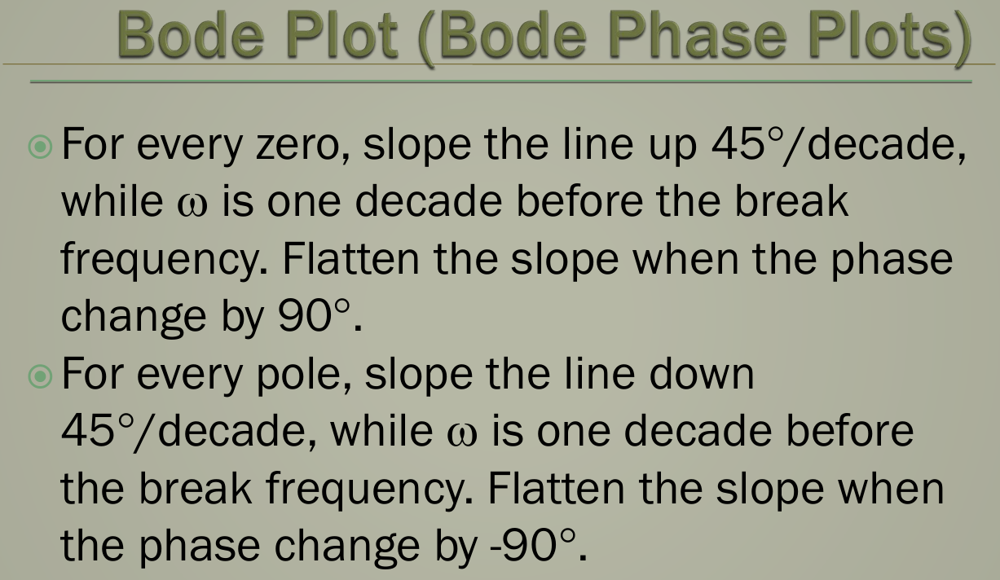 Bode Plot (Bode Phase Plots)
For every zero, slope the line up 45°/decade,
while ω is one decade before the break
frequency. Flatten the slope when the phase
change by 90°.
For every pole, slope the line down
45°/decade, while ω is one decade before
the break frequency. Flatten the slope when
the phase change by -90°.